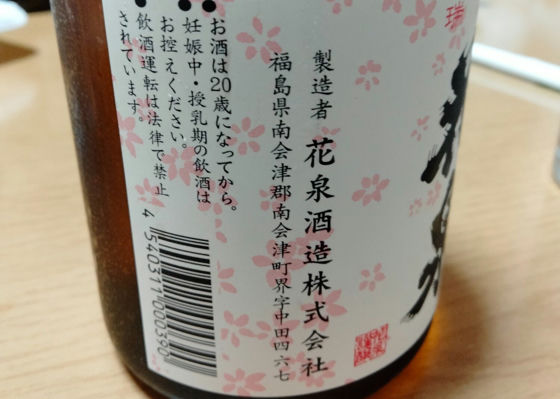 製造者 花泉酒造株式会社
福島県南会津郡南会津町界字中田四六七
お酒は20歳になってから。
妊娠中・授乳期の飲酒は
お控えください。
飲酒運転は法律で禁止
されています。
4 540311 000390